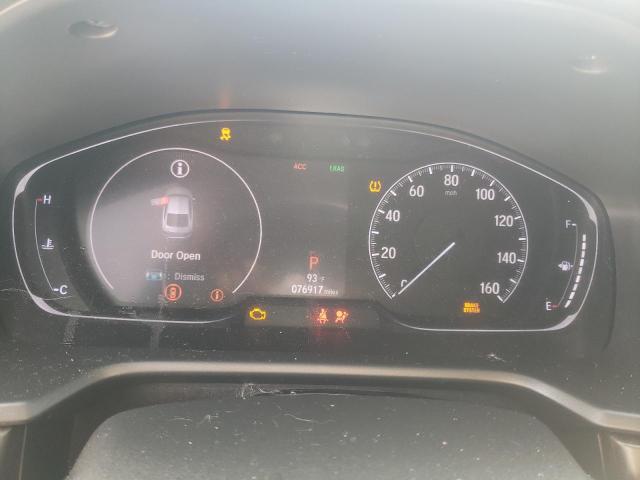 ACC
H
Door Open
: Dismiss
C
P
93 °F
076917 miles
0
20
40
60
80
100
120
140
160
mph
F
E
BRAKE
SYSTEM